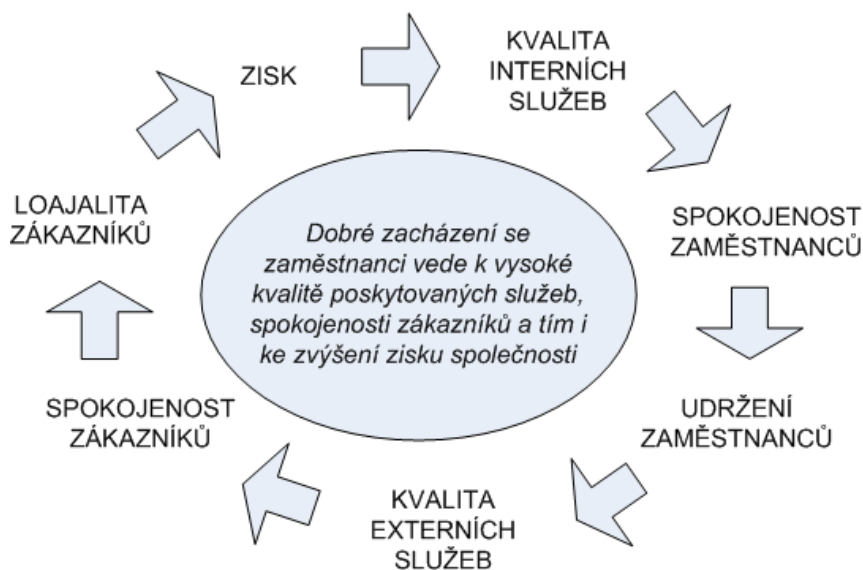 ZISK
KVALITA
INTERNÍCH
SLUŽEB
SPOKOJENOST
ZAMĚSTNANCŮ
UDRŽENÍ
ZAMĚSTNANCŮ
KVALITA
EXTERNÍCH
SLUŽEB
SPOKOJENOST
ZÁKAZNÍKŮ
LOAJALITA
ZÁKAZNÍKŮ
Dobré zacházení se
zaměstnanci vede k vysoké
kvalitě poskytovaných služeb,
spokojenosti zákazníků a tím i
ke zvýšení zisku společnosti